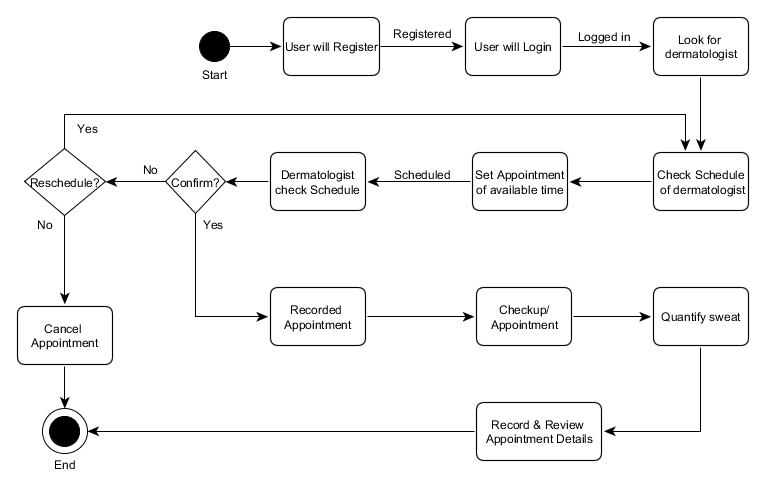 User will Register
Registered
User will Login
Logged in
Look for
dermatologist
Start
Yes
Reschedule?
No
Confirm?
Dermatologist
check Schedule
Scheduled
Set Appointment
of available time
Check Schedule
of dermatologist
No
Yes
Cancel
Appointment
Recorded
Appointment
Checkup/
Appointment
Quantify sweat
Record & Review
Appointment Details
End